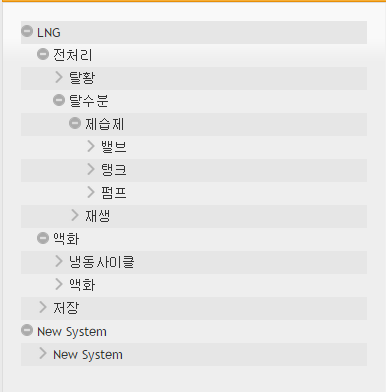 LNG
전처리
탈황
탈수분
제습제
밸브
탱크
펌프
재생
액화
냉동사이클
액화
저장
New System
New System